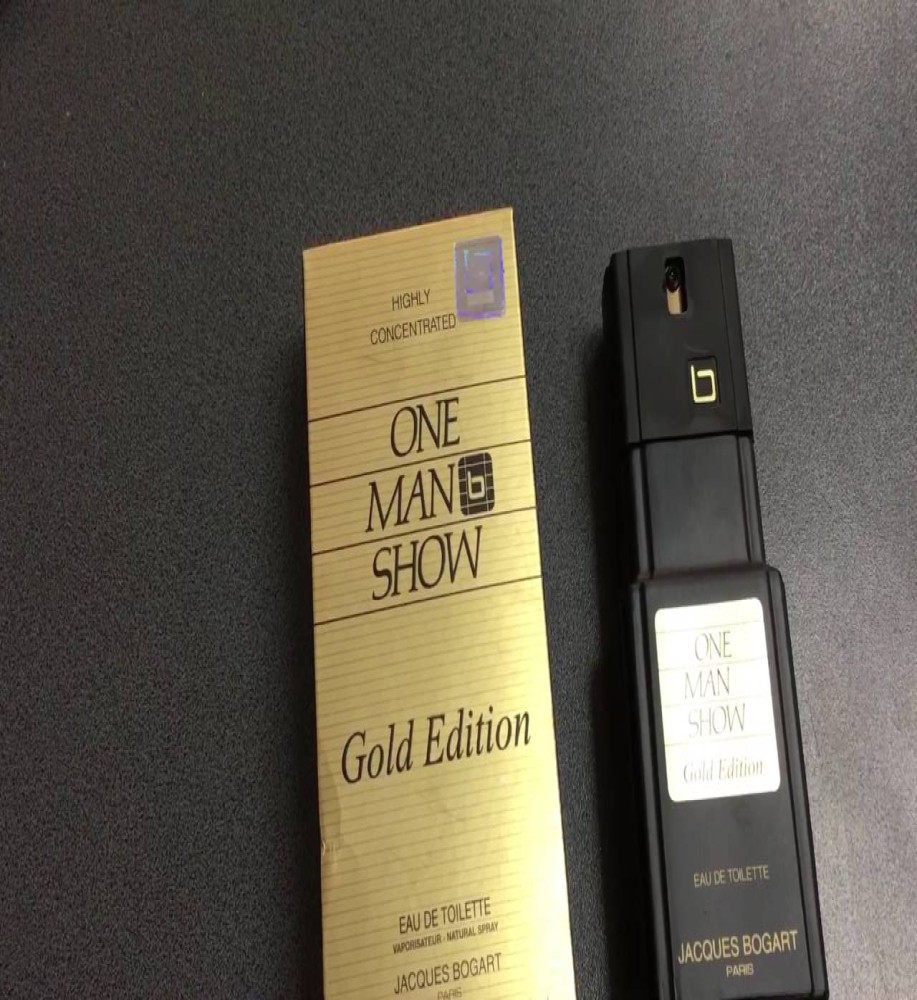 HIGHLY
CONCENTRATED
ONE
MAN b
SHOW
Gold Edition
EAU DE TOILETTE
VAPORISATEUR - NATURAL SPRAY
JACQUES BOGART
PARIS
b
ONE
MAN
SHOW
Gold Edition
EAU DE TOILETTE
JACQUES BOGART
PARIS